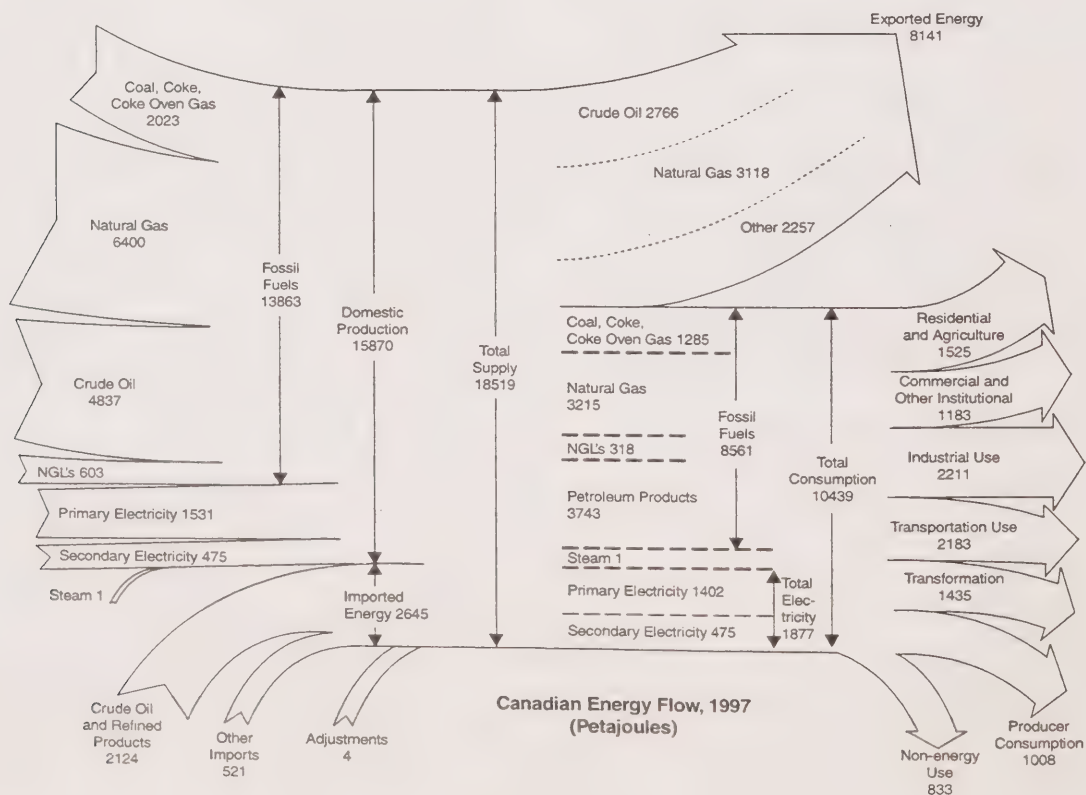 Exported Energy
8141
Coal, Coke,
Coke Oven Gas
2023
Natural Gas
6400
Crude Oil
4837
NGL's 603
Primary Electricity 1531
Secondary Electricity 475
Steam 1
Fossil
Fuels
13863
Domestic
Production
15870
Imported
Energy 2645
Total
Supply
18519
Crude Oil 2766
Natural Gas 3118
Other 2257
Coal, Coke,
Coke Oven Gas 1285
Natural Gas
3215
NGL's 318
Petroleum Products
3743
Steam 1
Primary Electricity 1402
Secondary Electricity 475
Fossil
Fuels
8561
Total
Elec-
tricity
1877
Total
Consumption
10439
Residential
and Agriculture
1525
Commercial and
Other Institutional
1183
Industrial Use
2211
Transportation Use
2183
Transformation
1435
Crude Oil
and Refined
Products
2124
Other
Imports
521
Adjustments
4
Canadian Energy Flow, 1997
(Petajoules)
Non-energy
Use
833
Producer
Consumption
1008